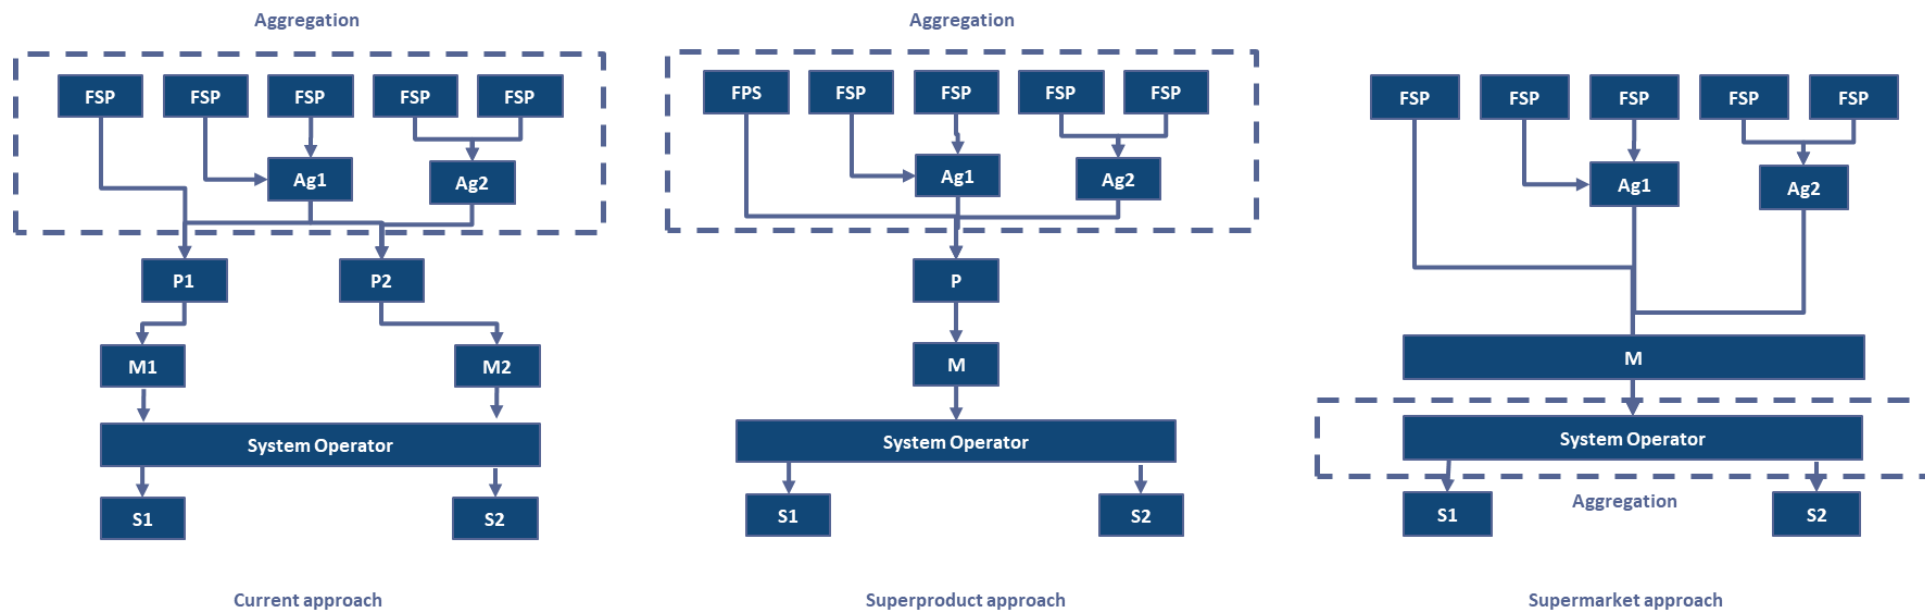 Aggregation
FSP FSP FSP FSP FSP
Ag1 Ag2
P1 P2
M1 M2
System Operator
S1 S2
Current approach
Aggregation
FPS FSP FSP FSP FSP
Ag1 Ag2
P
M
System Operator
S1 S2
Superproduct approach
FSP FSP FSP FSP FSP
Ag1 Ag2
M
System Operator
Aggregation
S1 S2
Supermarket approach